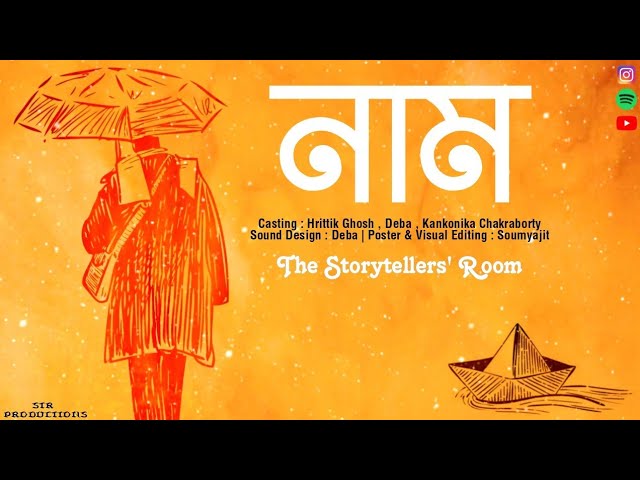 নাম
Casting : Hrittik Ghosh , Deba , Kankonika Chakraborty
Sound Design : Deba | Poster & Visual Editing : Soumyajit
The Storytellers' Room
STR
PRODUCTIONS